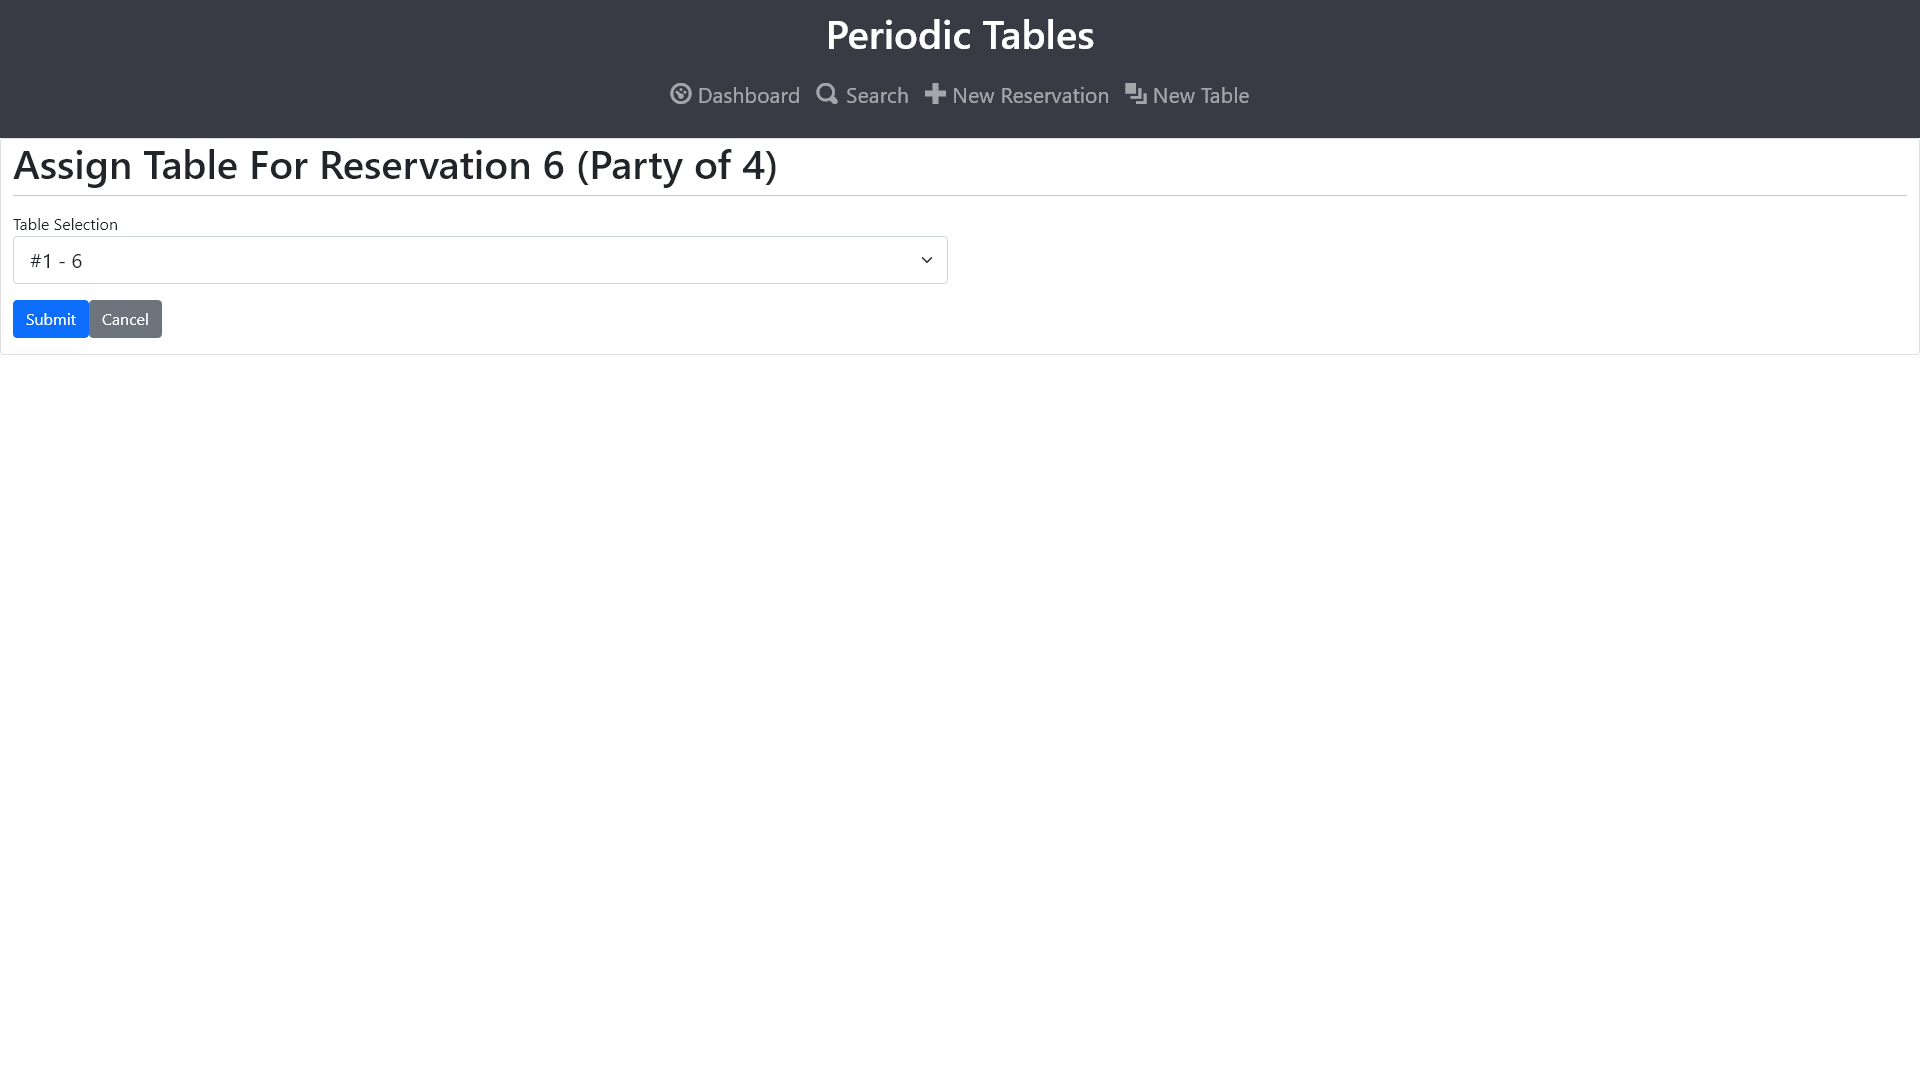 Periodic Tables
Dashboard Search New Reservation New Table
Assign Table For Reservation 6 (Party of 4)
Table Selection
#1 - 6
Submit Cancel